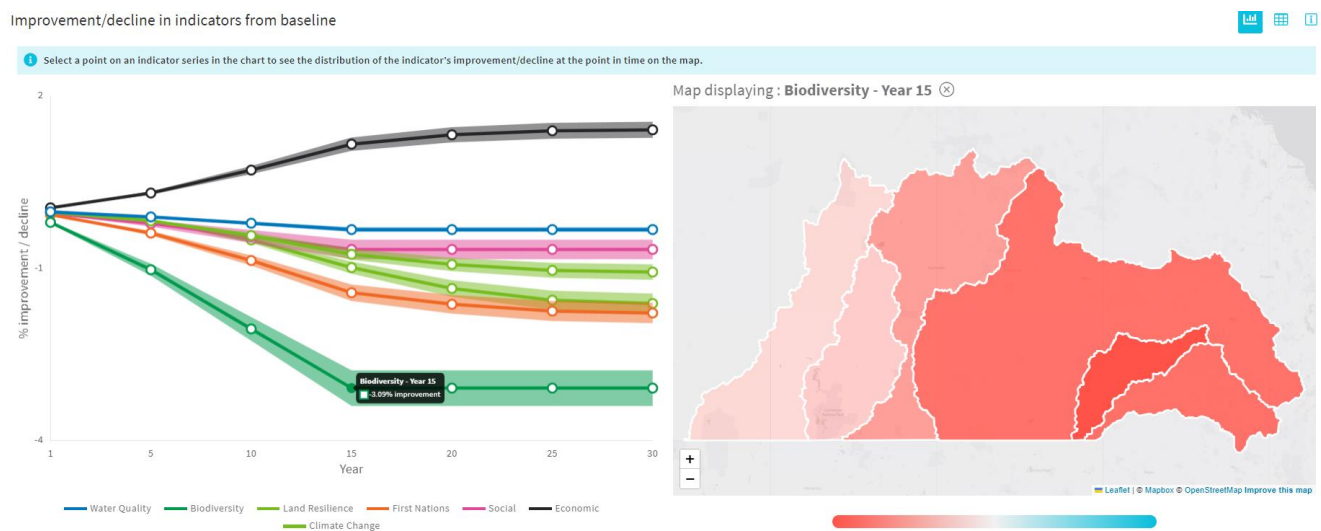 Improvement/decline in indicators from baseline
Select a point on an indicator series in the chart to see the distribution of the indicator's improvement/decline at the point in time on the map.
Map displaying : Biodiversity - Year 15
2
-1
-4
% improvement / decline
Biodiversity - Year 15
-3.09% improvement
1 5 10 15 20 25 30
Year
Water Quality Biodiversity Land Resilience First Nations Social Economic
Climate Change
+
−
Leaflet | © Mapbox © OpenStreetMap Improve this map